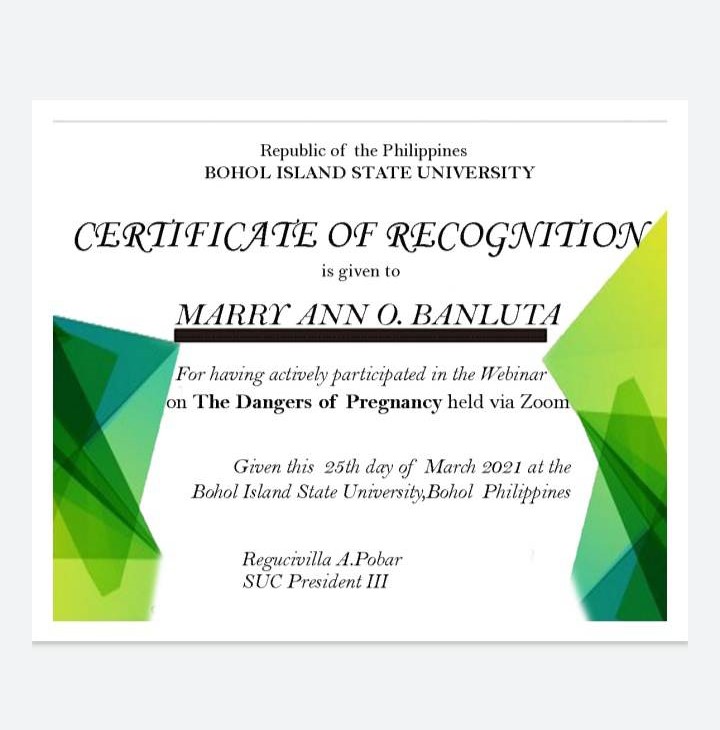 Republic of the Philippines
BOHOL ISLAND STATE UNIVERSITY
CERTIFICATE OF RECOGNITION
is given to
MARRY ANN O. BANLUTA
For having actively participated in the Webinar
on The Dangers of Pregnancy held via Zoom
Given this 25th day of March 2021 at the
Bohol Island State University,Bohol Philippines
Regucivilla A.Pobar
SUC President III